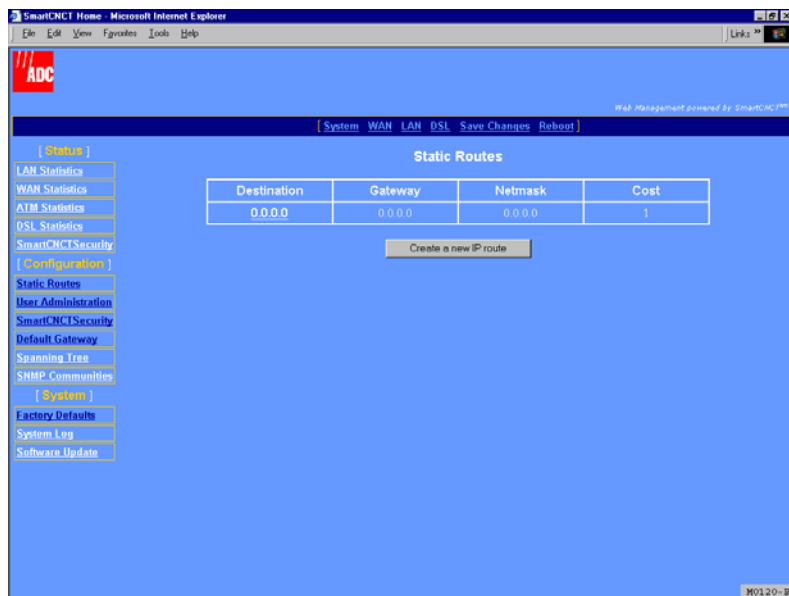 SmartCNCT Home - Microsoft Internet Explorer
File Edit View Favorites Tools Help
Links »
ADC
Web Management powered by SmartCNCT
[ System WAN LAN DSL Save Changes Reboot ]
[ Status ]
LAN Statistics
WAN Statistics
ATM Statistics
DSL Statistics
SmartCNCTSecurity
[ Configuration ]
Static Routes
User Administration
SmartCNCTSecurity
Default Gateway
Spanning Tree
SNMP Communities
[ System ]
Factory Defaults
System Log
Software Update
Static Routes
Destination Gateway Netmask Cost
0.0.0.0 0.0.0.0 0.0.0.0 1
Create a new IP route